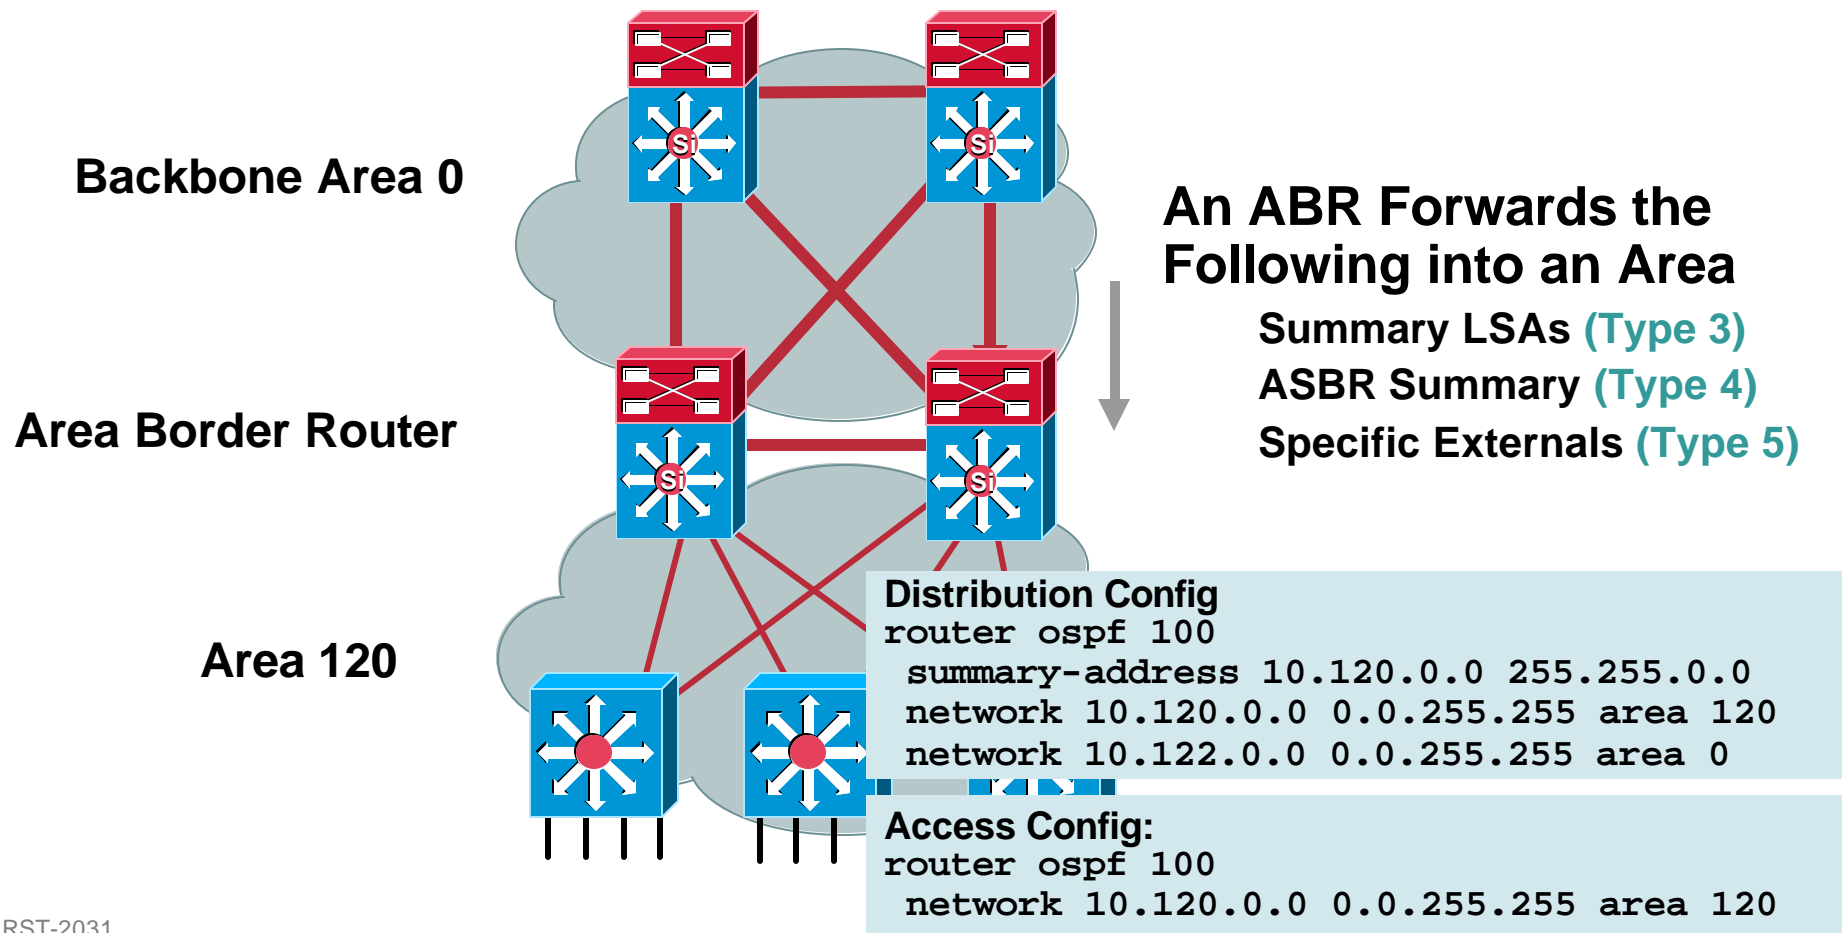 Si
Si
Backbone Area 0
An ABR Forwards the
Following into an Area
Summary LSAs (Type 3)
ASBR Summary (Type 4)
Specific Externals (Type 5)
Area Border Router
Si
Si
Area 120
Distribution Config
router ospf 100
summary-address 10.120.0.0 255.255.0.0
network 10.120.0.0 0.0.255.255 area 120
network 10.122.0.0 0.0.255.255 area 0
Access Config:
router ospf 100
network 10.120.0.0 0.0.255.255 area 120
RST-2031